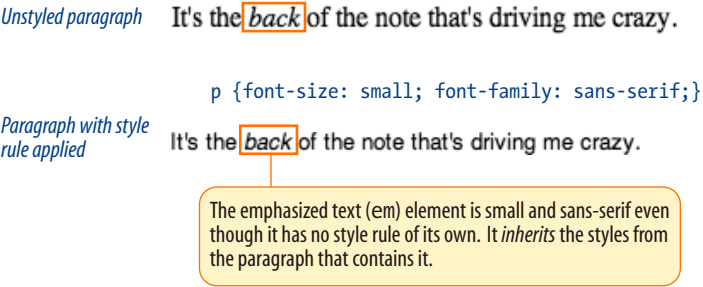 Unstyled paragraph
It's the back of the note that's driving me crazy.
p {font-size: small; font-family: sans-serif;}
Paragraph with style
rule applied
It's the back of the note that's driving me crazy.
The emphasized text (em) element is small and sans-serif even
though it has no style rule of its own. It inherits the styles from
the paragraph that contains it.